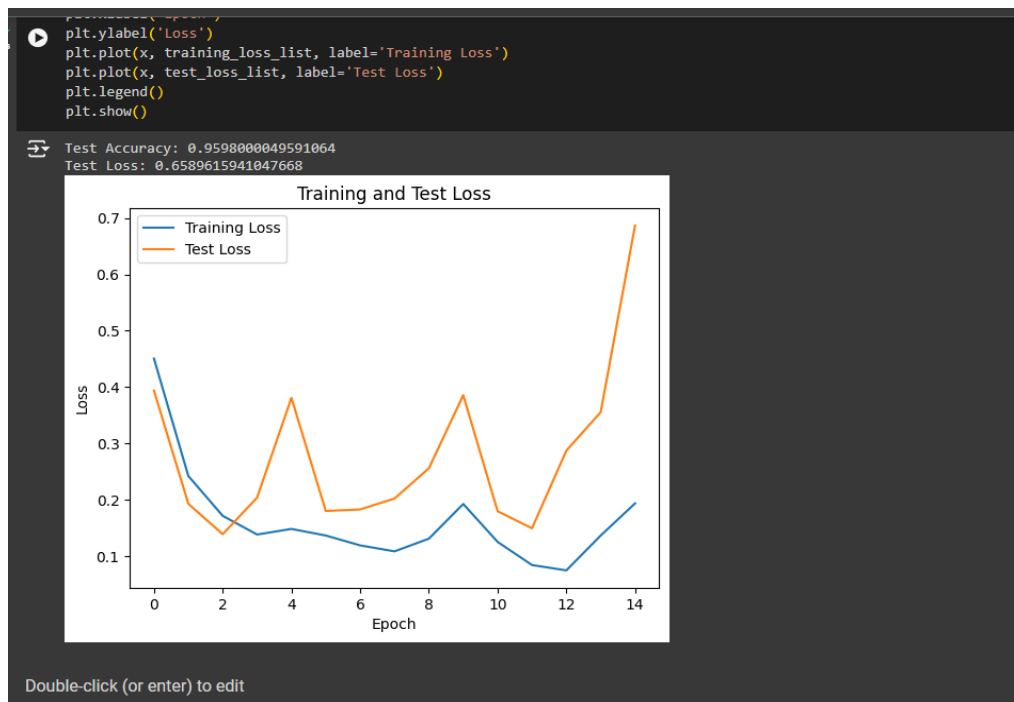 plt.ylabel('Loss')
plt.plot(x, training_loss_list, label='Training Loss')
plt.plot(x, test_loss_list, label='Test Loss')
plt.legend()
plt.show()
Test Accuracy: 0.9598000049591064
Test Loss: 0.6589615941047668
Training and Test Loss
Training Loss
Test Loss
0.7
0.6
0.5
0.4
0.3
0.2
0.1
Loss
0 2 4 6 8 10 12 14
Epoch
Double-click (or enter) to edit